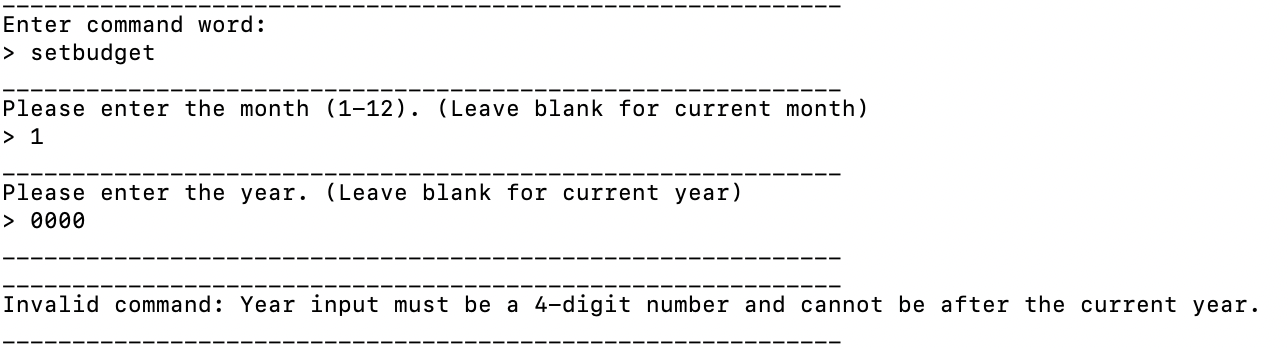 ____________________________________________________________
Enter command word:
> setbudget
____________________________________________________________
Please enter the month (1-12). (Leave blank for current month)
> 1
____________________________________________________________
Please enter the year. (Leave blank for current year)
> 0000
____________________________________________________________
____________________________________________________________
Invalid command: Year input must be a 4-digit number and cannot be after the current year.
____________________________________________________________